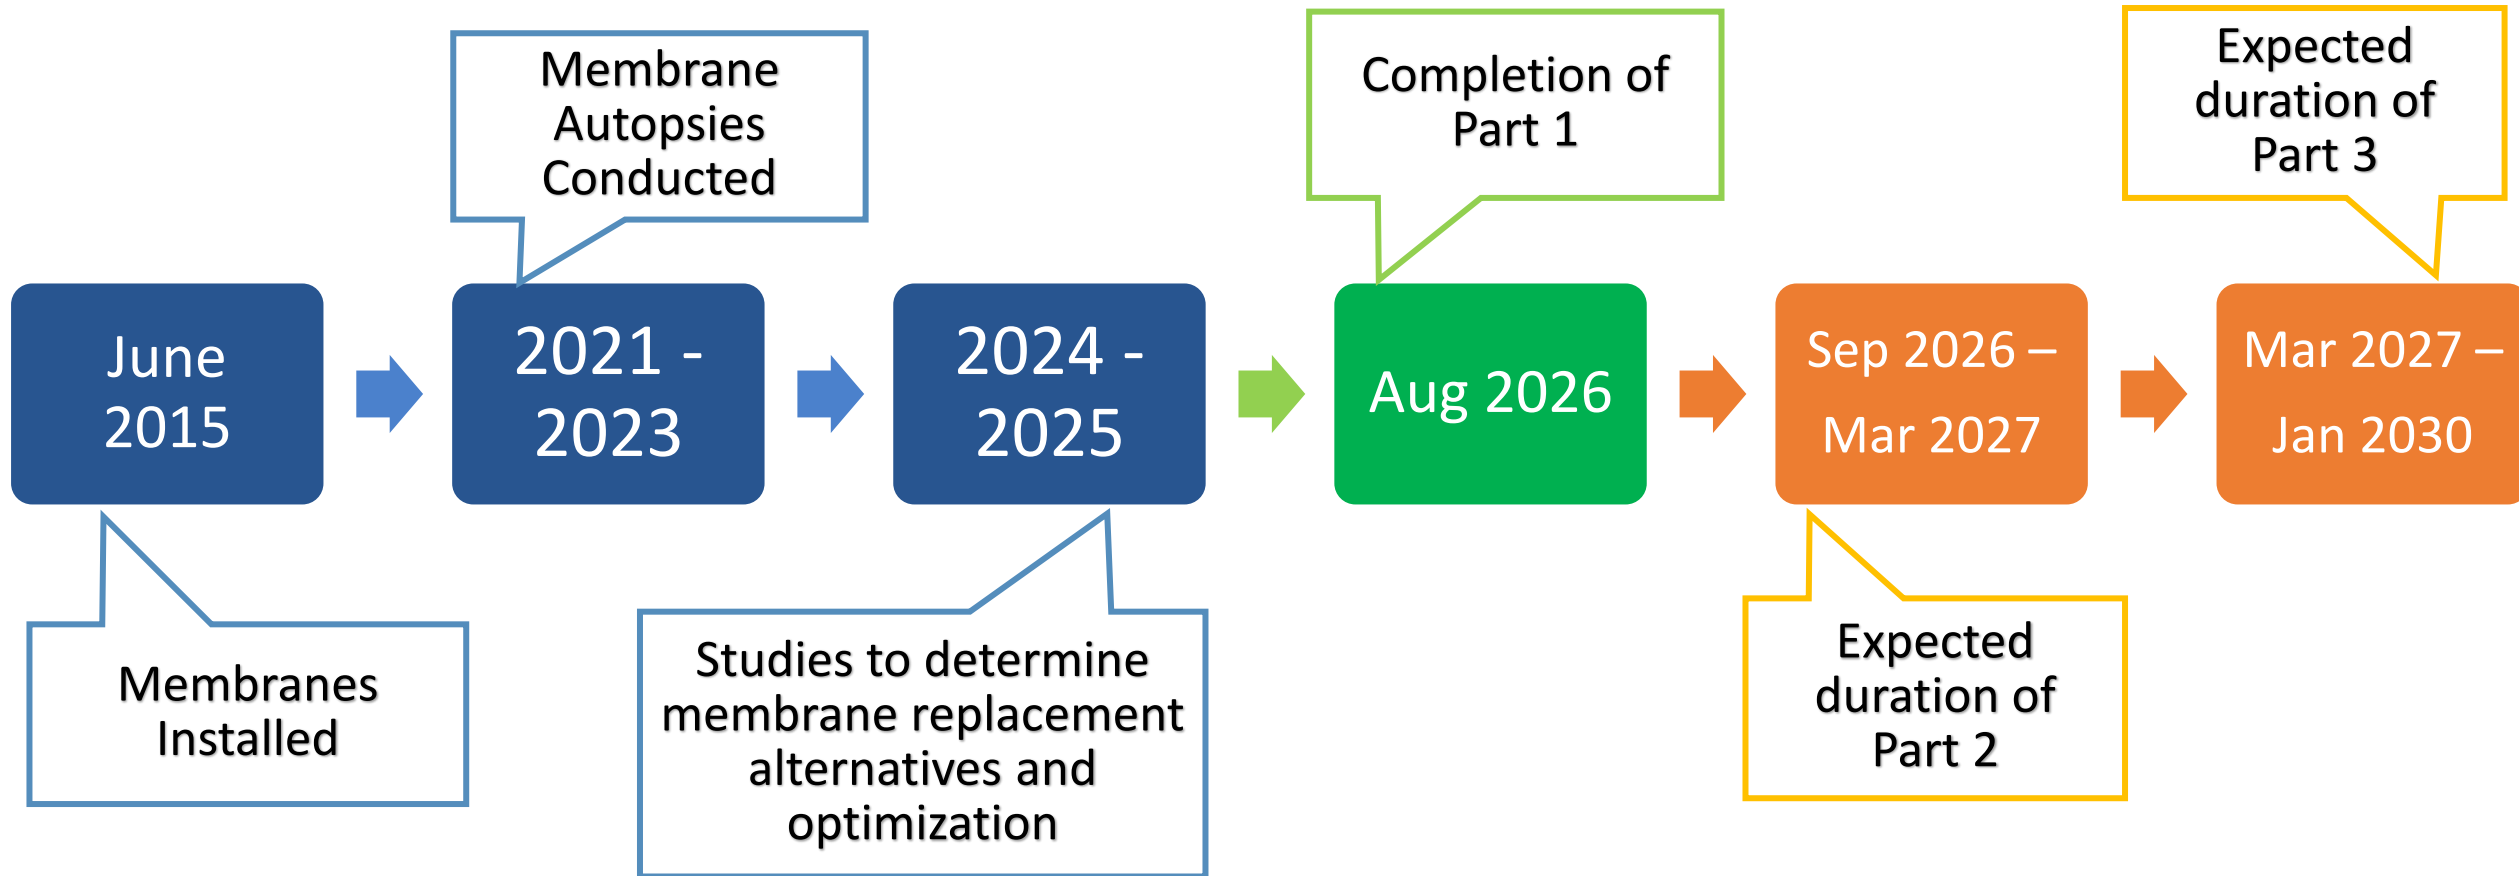 Membrane
Autopsies
Conducted
Completion of
Part 1
Expected
duration of
Part 3
June
2015
2021 -
2023
2024 -
2025
Aug 2026
Sep 2026 –
Mar 2027
Mar 2027 –
Jan 2030
Membranes
Installed
Studies to determine
membrane replacement
alternatives and
optimization
Expected
duration of
Part 2